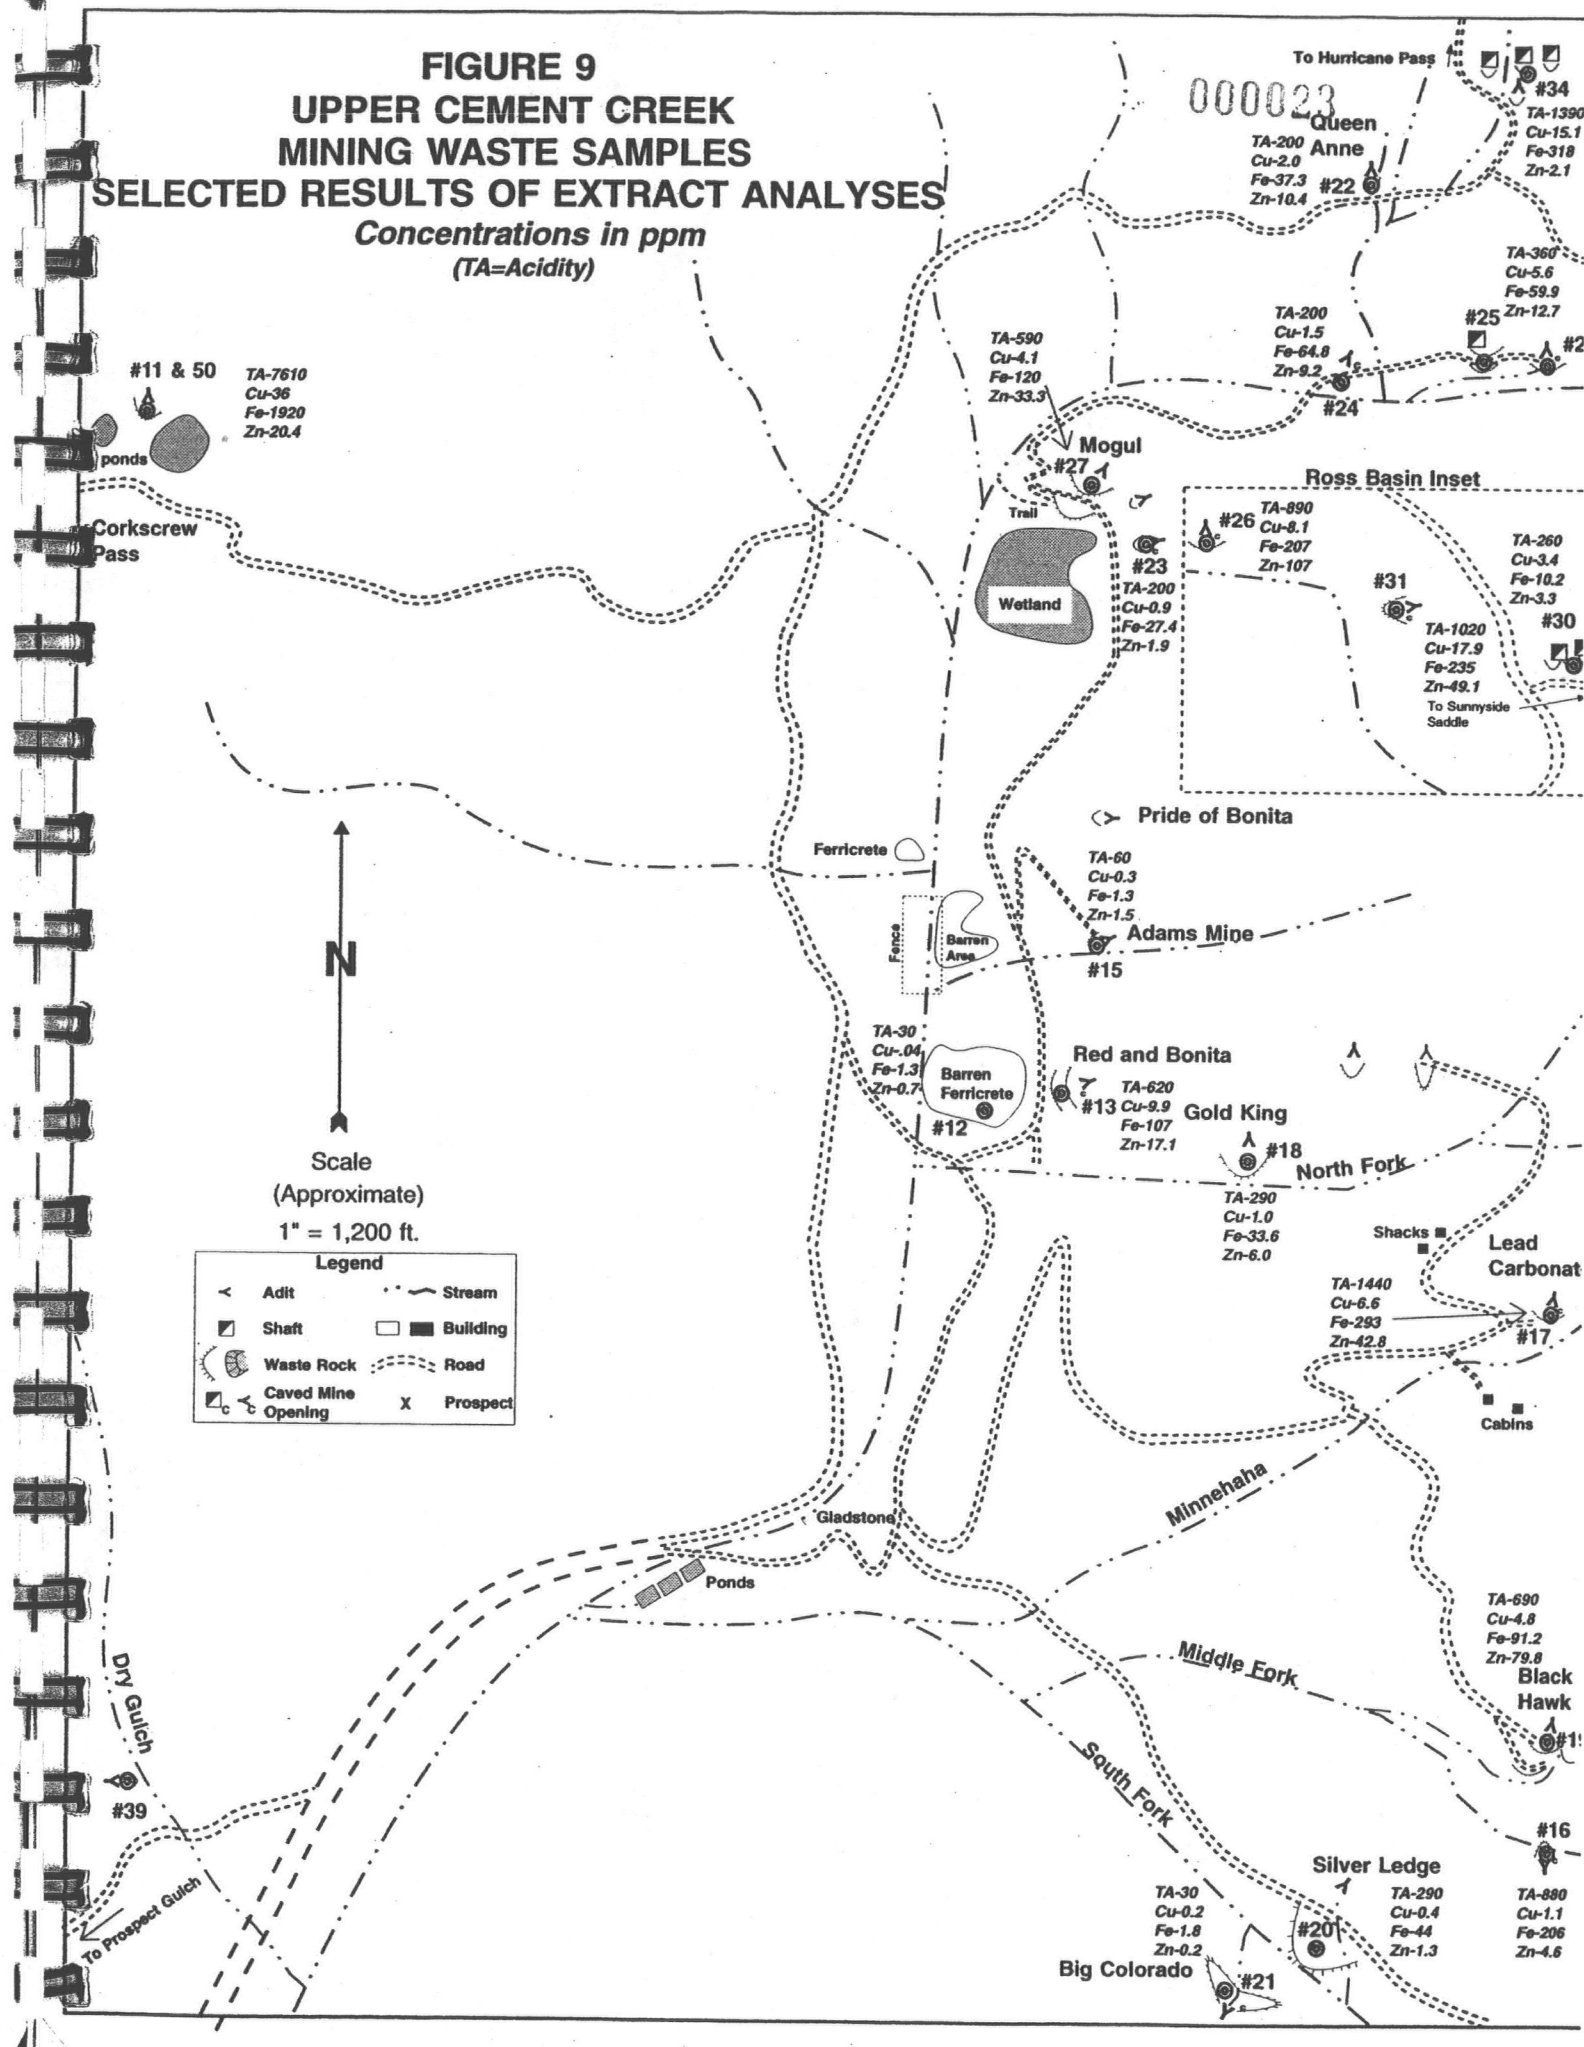 FIGURE 9
UPPER CEMENT CREEK
MINING WASTE SAMPLES
SELECTED RESULTS OF EXTRACT ANALYSES
Concentrations in ppm
(TA=Acidity)
000023
To Hurricane Pass
#34
TA-1390
Cu-15.1
Fe-318
Zn-2.1
Queen
Anne
TA-200
Cu-2.0
Fe-37.3
Zn-10.4
#22
TA-360
Cu-5.6
Fe-59.9
Zn-12.7
#25
#2
TA-200
Cu-1.5
Fe-64.8
Zn-9.2
C
#24
TA-590
Cu-4.1
Fe-120
Zn-33.3
Mogul
#27
Trail
#11 & 50
TA-7610
Cu-36
Fe-1920
Zn-20.4
ponds
Corkscrew
Pass
Wetland
#23
TA-200
Cu-0.9
Fe-27.4
Zn-1.9
Ross Basin Inset
#26
TA-890
Cu-8.1
Fe-207
Zn-107
#31
TA-1020
Cu-17.9
Fe-235
Zn-49.1
TA-260
Cu-3.4
Fe-10.2
Zn-3.3
#30
To Sunnyside
Saddle
Pride of Bonita
Ferricrete
TA-60
Cu-0.3
Fe-1.3
Zn-1.5
Adams Mine
#15
Fence
Barren
Area
N
TA-30
Cu-.04
Fe-1.3
Zn-0.7
Barren
Ferricrete
#12
Red and Bonita
#13
TA-620
Cu-9.9
Fe-107
Zn-17.1
Gold King
#18
North Fork
TA-290
Cu-1.0
Fe-33.6
Zn-6.0
Scale
(Approximate)
1" = 1,200 ft.
Legend
Adit
Stream
Shaft
Building
Waste Rock
Road
C C Caved Mine
Opening
X Prospect
Shacks
Lead
Carbonat
TA-1440
Cu-6.6
Fe-293
Zn-42.8
#17
Cabins
Minnehaha
Gladstone
Ponds
TA-690
Cu-4.8
Fe-91.2
Zn-79.8
Black
Hawk
#1
Middle Fork
South Fork
Dry Gulch
#39
To Prospect Gulch
#16
TA-880
Cu-1.1
Fe-206
Zn-4.6
Silver Ledge
TA-290
Cu-0.4
Fe-44
Zn-1.3
#20
TA-30
Cu-0.2
Fe-1.8
Zn-0.2
Big Colorado
#21